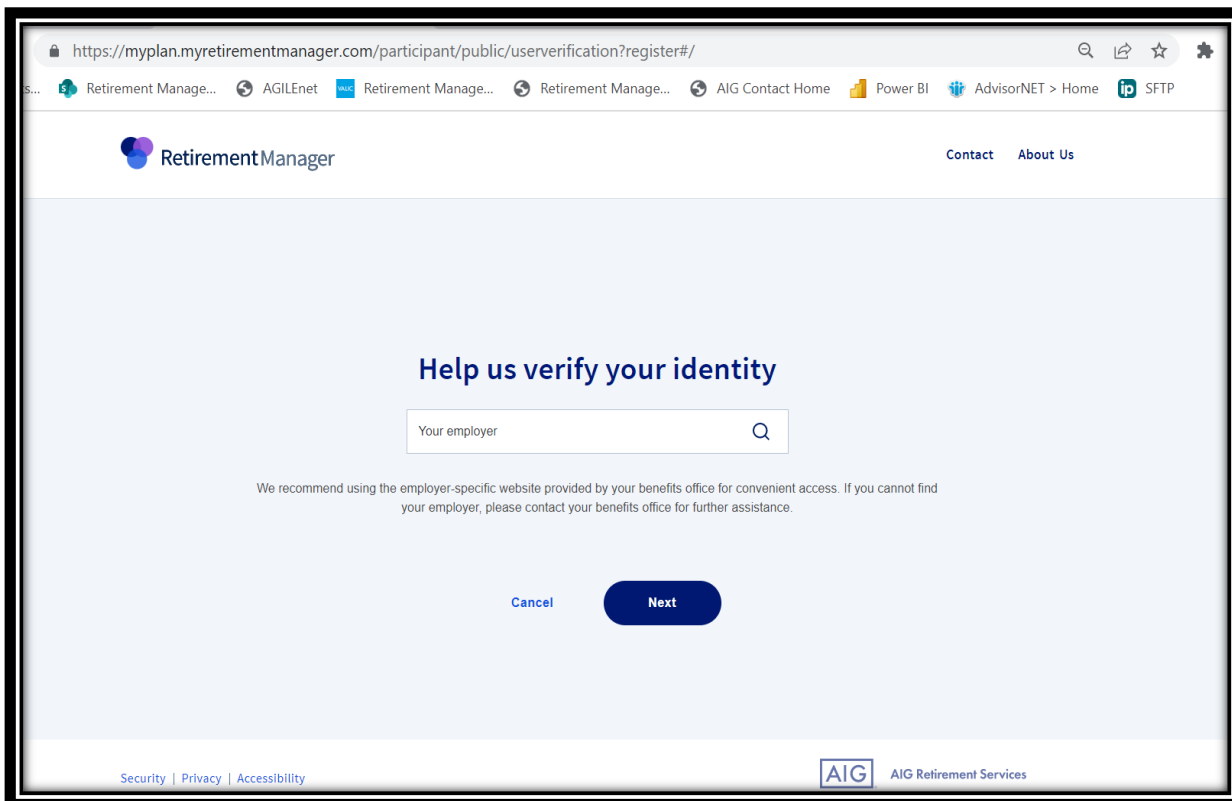 https://myplan.myretirementmanager.com/participant/public/userverification?register#/
s... Retirement Manage... AGILEnet VALIC Retirement Manage... Retirement Manage... AIG Contact Home Power BI AdvisorNET > Home ip SFTP
RetirementManager Contact About Us
Help us verify your identity
Your employer
We recommend using the employer-specific website provided by your benefits office for convenient access. If you cannot find
your employer, please contact your benefits office for further assistance.
Cancel Next
Security | Privacy | Accessibility AIG AIG Retirement Services